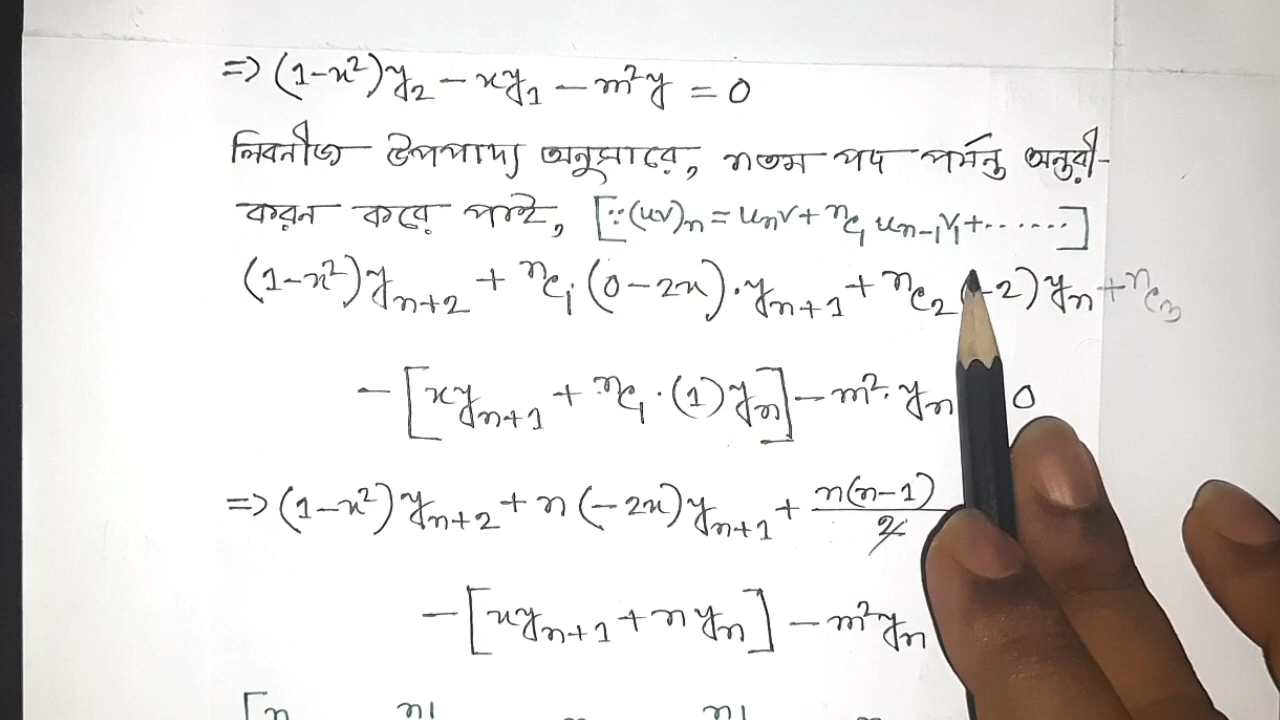 => (1-x²)y₂ - xy₁ - m²y = 0
লিবনীজ উপপাদ্য অনুসারে, nতম পদ পর্যন্ত অন্তরী-
করন করে পাই, [∵(uv)ₙ = uₙv + ⁿC₁ uₙ₋₁v₁ + ......]
(1-x²)yₙ₊₂ + ⁿC₁ (0-2x).yₙ₊₁ + ⁿC₂ (-2)yₙ + ⁿC₃
- [xyₙ₊₁ + ⁿC₁.(1)yₙ] - m².yₙ 0
=> (1-x²)yₙ₊₂ + n(-2x)yₙ₊₁ + n(n-1)/2
- [xyₙ₊₁ + nyₙ] - m²yₙ